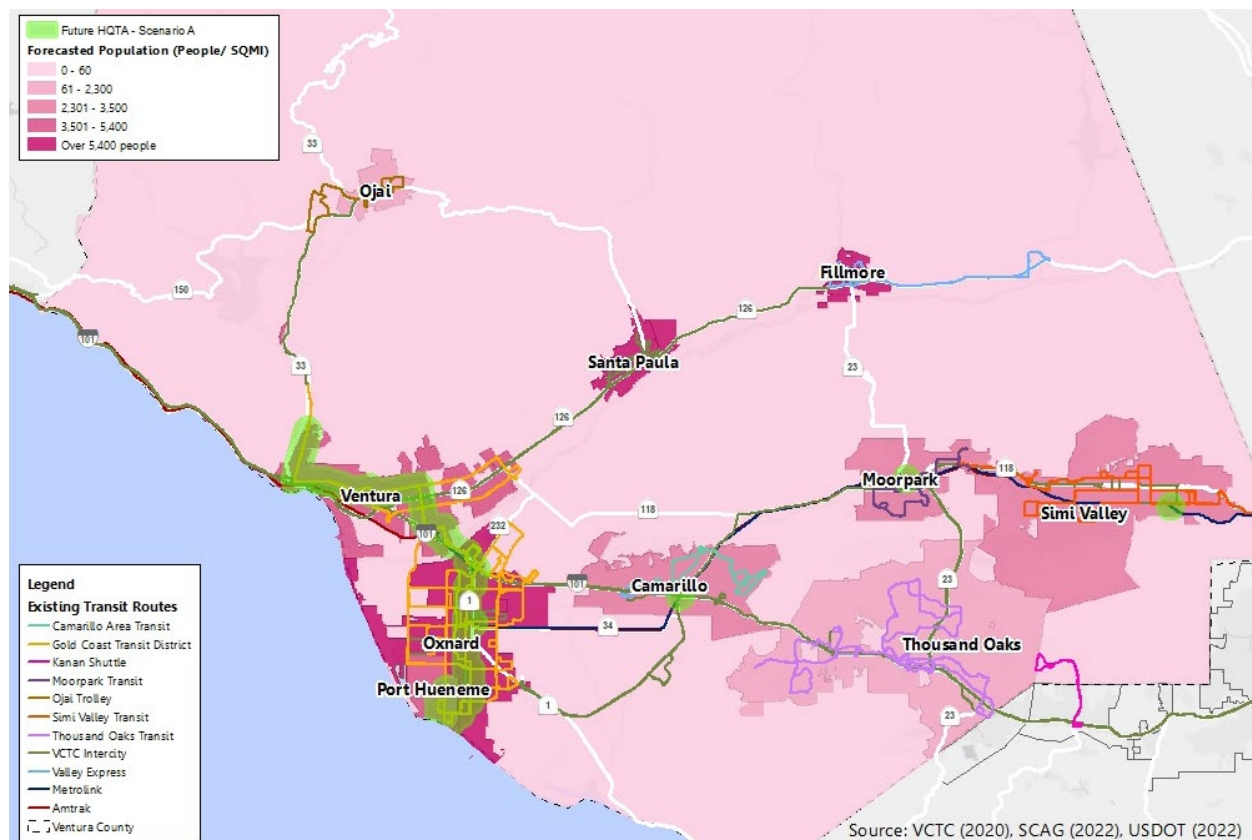 Future HQTA - Scenario A
Forecasted Population (People/ SQMI)
0 - 60
61 - 2,300
2,301 - 3,500
3,501 - 5,400
Over 5,400 people
33
Ojai
150
Fillmore
126
101
Santa Paula
33
23
126
Moorpark
118
Ventura
126
Simi Valley
232
118
101
101
Camarillo
23
1
34
Oxnard
Thousand Oaks
Port Hueneme
1
23
Legend
Existing Transit Routes
Camarillo Area Transit
Gold Coast Transit District
Kanan Shuttle
Moorpark Transit
Ojai Trolley
Simi Valley Transit
Thousand Oaks Transit
VCTC Intercity
Valley Express
Metrolink
Amtrak
Ventura County
Source: VCTC (2020), SCAG (2022), USDOT (2022)